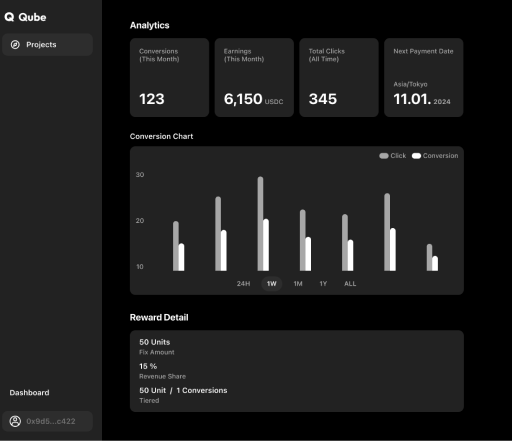 Qube
Projects
Analytics
Conversions
(This Month)
123
Earnings
(This Month)
6,150 USDC
Total Clicks
(All Time)
345
Next Payment Date
Asia/Tokyo
11.01. 2024
Conversion Chart
Click
Conversion
30
20
10
24H
1W
1M
1Y
ALL
Reward Detail
50 Units
Fix Amount
15 %
Revenue Share
50 Unit / 1 Conversions
Tiered
Dashboard
0x9d5...c422